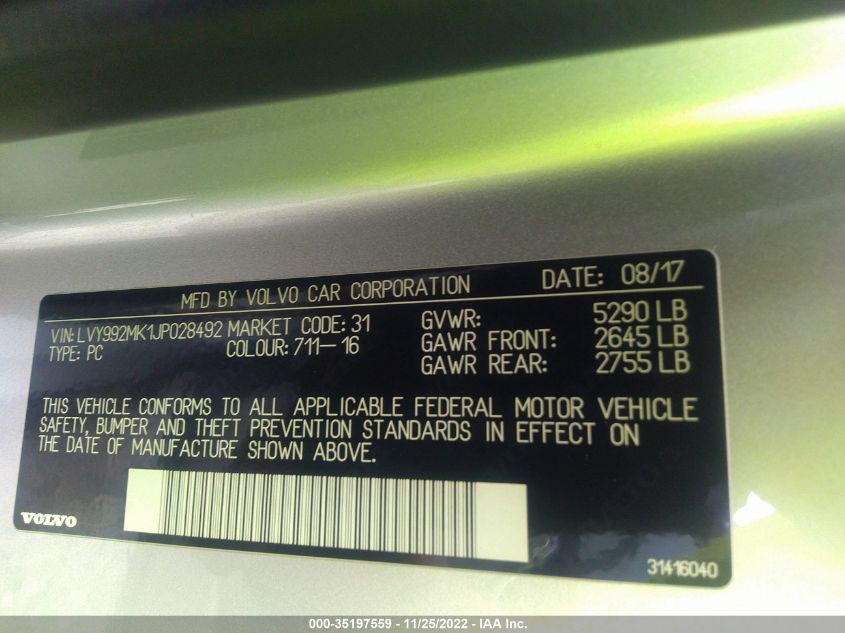 MFD BY VOLVO CAR CORPORATION DATE: 08/17
VIN: LVY992MK1JP028492 MARKET CODE: 31 GVWR: 5290 LB
TYPE: PC COLOUR: 711-16 GAWR FRONT: 2645 LB
GAWR REAR: 2755 LB
THIS VEHICLE CONFORMS TO ALL APPLICABLE FEDERAL MOTOR VEHICLE
SAFETY, BUMPER AND THEFT PREVENTION STANDARDS IN EFFECT ON
THE DATE OF MANUFACTURE SHOWN ABOVE.
VOLVO
31416040
000-35197559 - 11/25/2022 - IAA Inc.